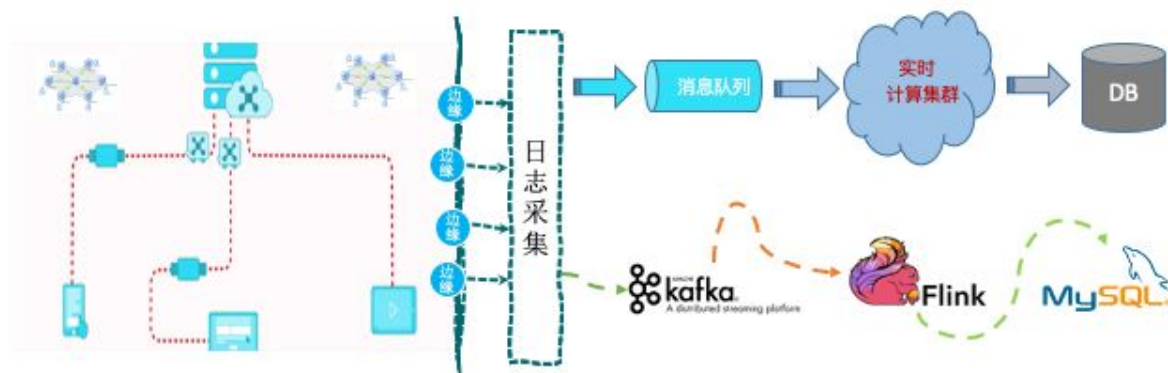 边缘
边缘
边缘
边缘
日志采集
消息队列
实时
计算集群
DB
APACHE
kafka
A distributed streaming platform
Flink
MySQL